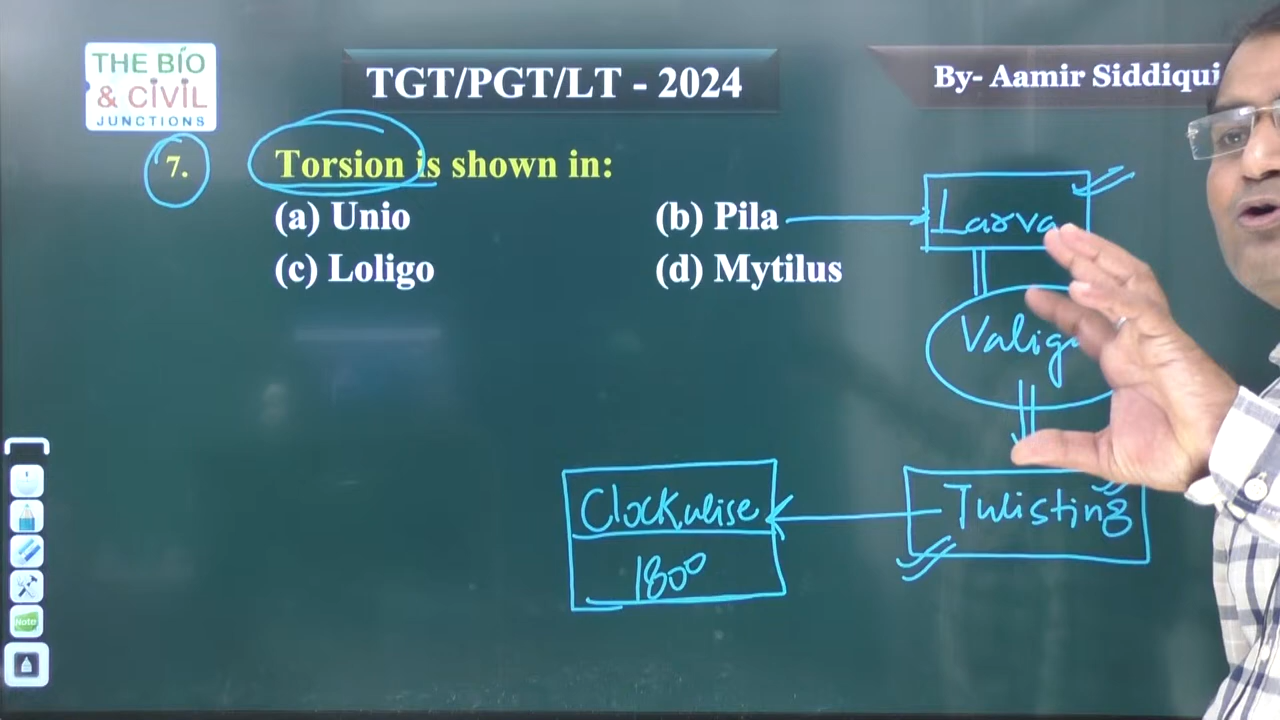 THE BIO
& CIVIL
JUNCTIONS
TGT/PGT/LT - 2024
By- Aamir Siddiqui
7. Torsion is shown in:
(a) Unio
(b) Pila
(c) Loligo
(d) Mytilus
Larva
Twisting
Clockwise
180°
Note